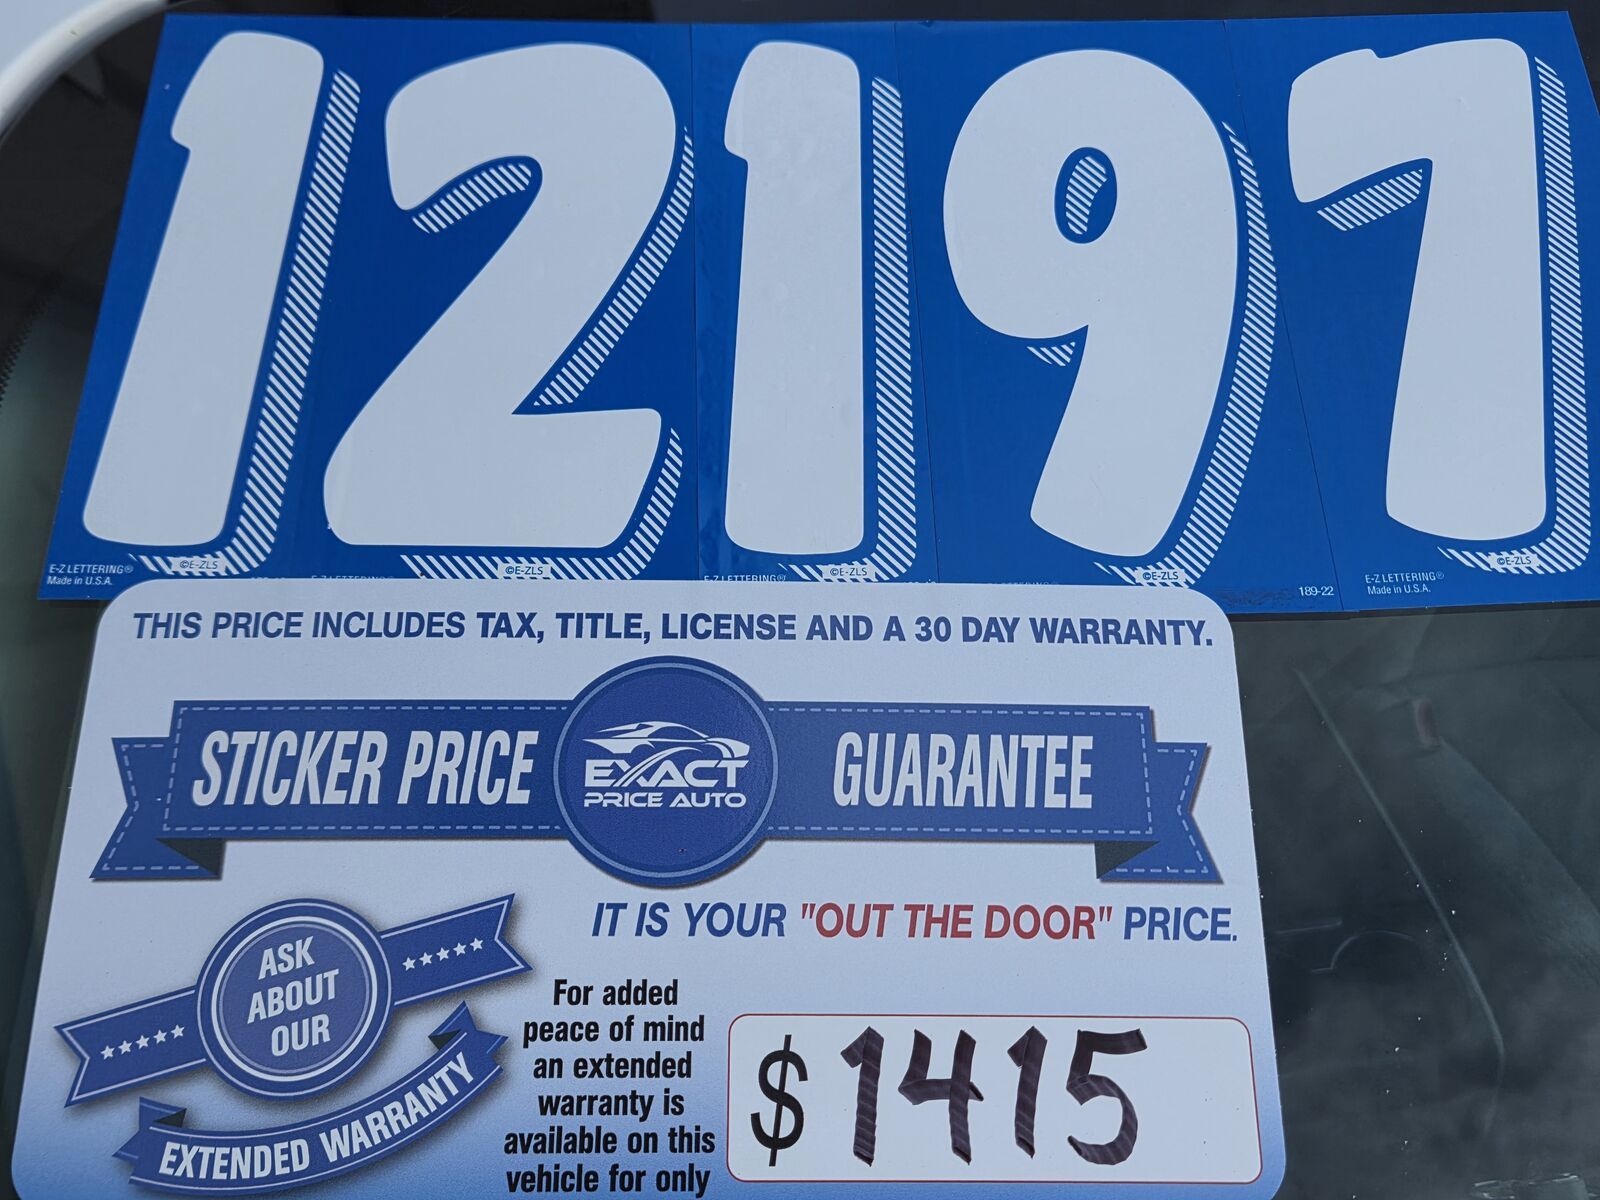 12197
E-Z LETTERING®
Made in U.S.A.
©E-ZLS
©E-ZLS
E-Z LETTERING®
©E-ZLS
©E-ZLS
189-22
E-Z LETTERING®
Made in U.S.A.
©E-ZLS
THIS PRICE INCLUDES TAX, TITLE, LICENSE AND A 30 DAY WARRANTY.
STICKER PRICE
EXACT
PRICE AUTO
GUARANTEE
IT IS YOUR "OUT THE DOOR" PRICE.
ASK
ABOUT
OUR
EXTENDED WARRANTY
For added
peace of mind
an extended
warranty is
available on this
vehicle for only
$1415